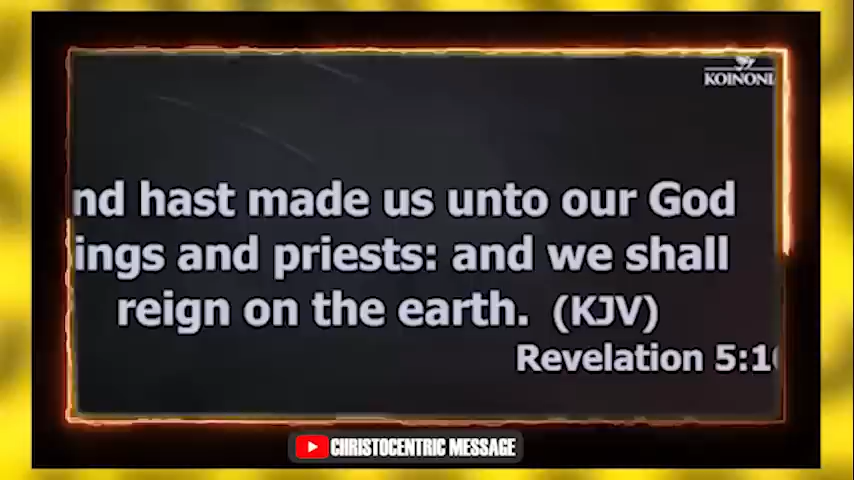 KOINONI
nd hast made us unto our God
ings and priests: and we shall
reign on the earth. (KJV)
Revelation 5:1
CHRISTOCENTRIC MESSAGE